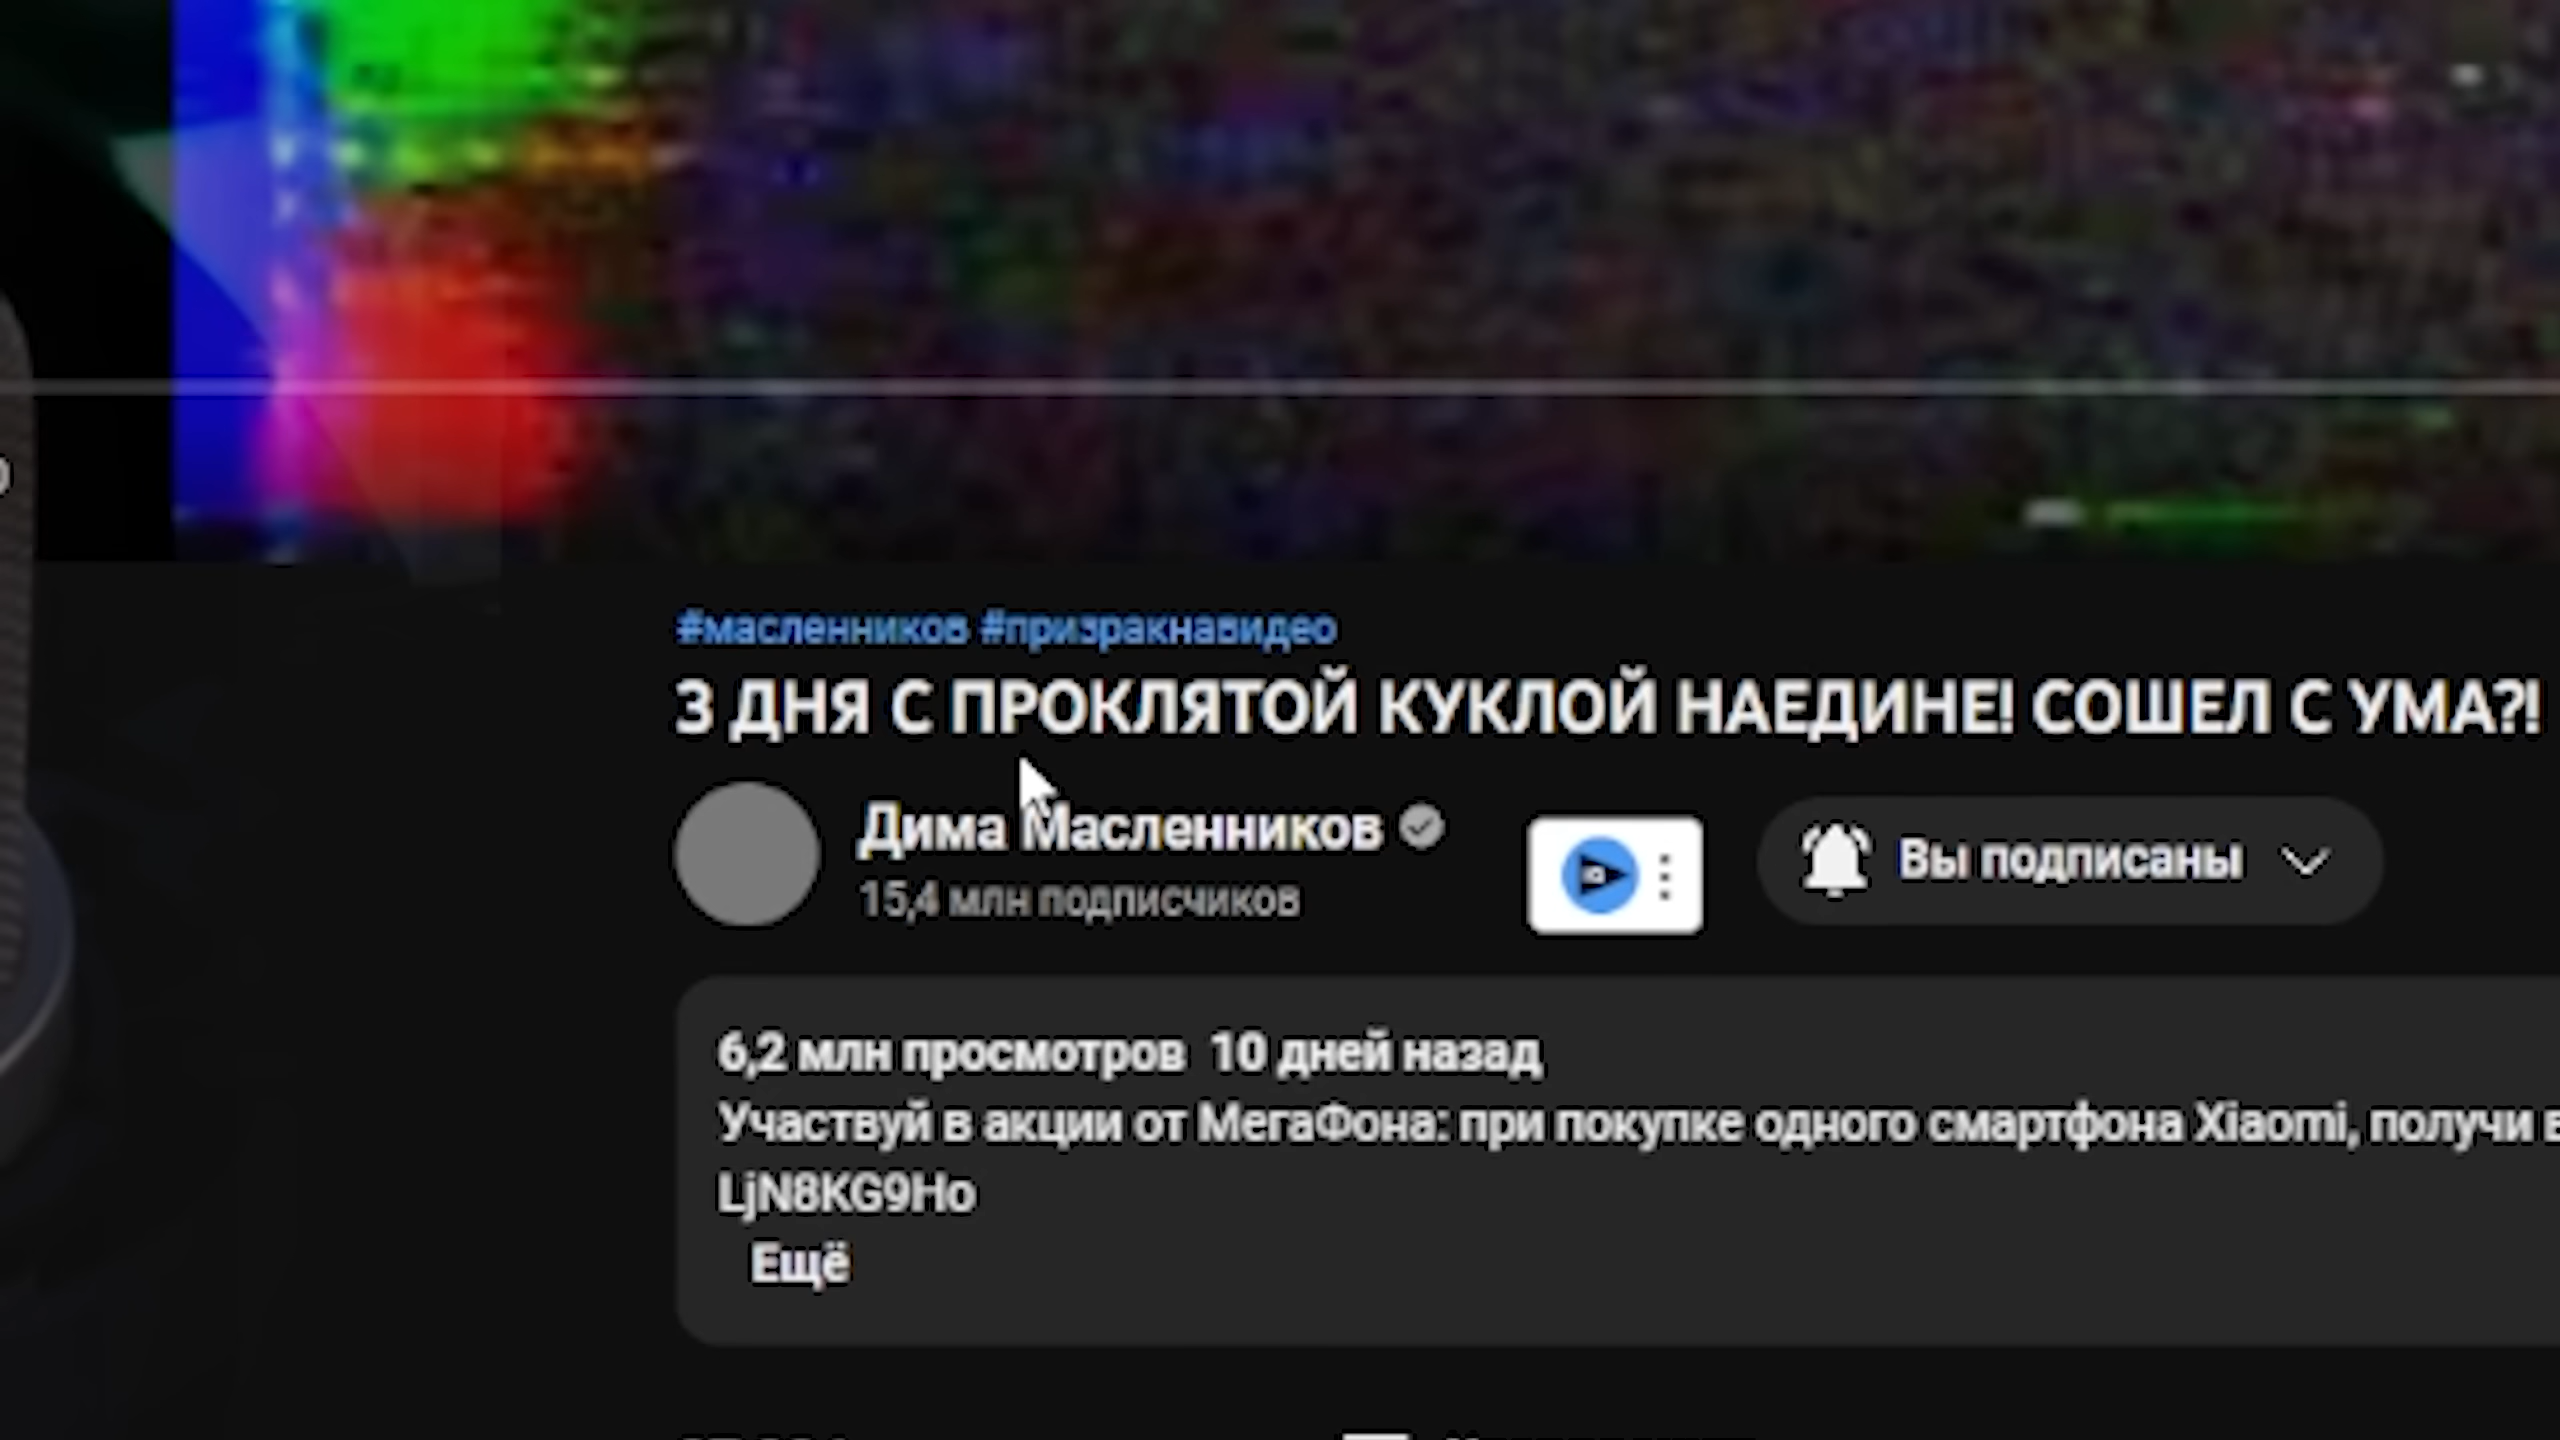 #масленников #призракнавидео
3 ДНЯ С ПРОКЛЯТОЙ КУКЛОЙ НАЕДИНЕ! СОШЕЛ С УМА?!
Дима Масленников
15,4 млн подписчиков
Вы подписаны
6,2 млн просмотров 10 дней назад
Участвуй в акции от МегаФона: при покупке одного смартфона Xiaomi, получи
LjN8KG9Ho
Ещё